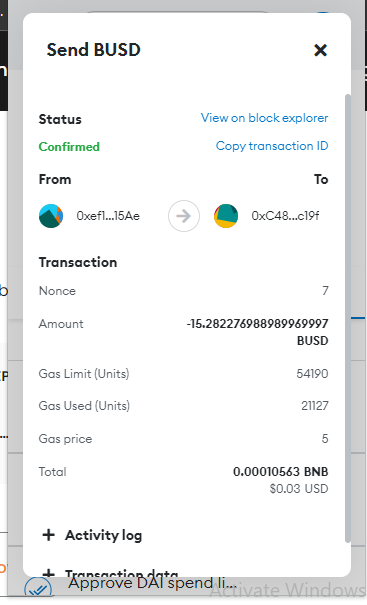 Send BUSD
Status
View on block explorer
Confirmed
Copy transaction ID
From
To
0xef1...15Ae
0xC48...c19f
Transaction
Nonce
7
Amount
-15.282276988989969997
BUSD
Gas Limit (Units)
54190
Gas Used (Units)
21127
Gas price
5
Total
0.00010563 BNB
$0.03 USD
+ Activity log
+ Transaction data
Approve DAI spend li...
Activate Windows